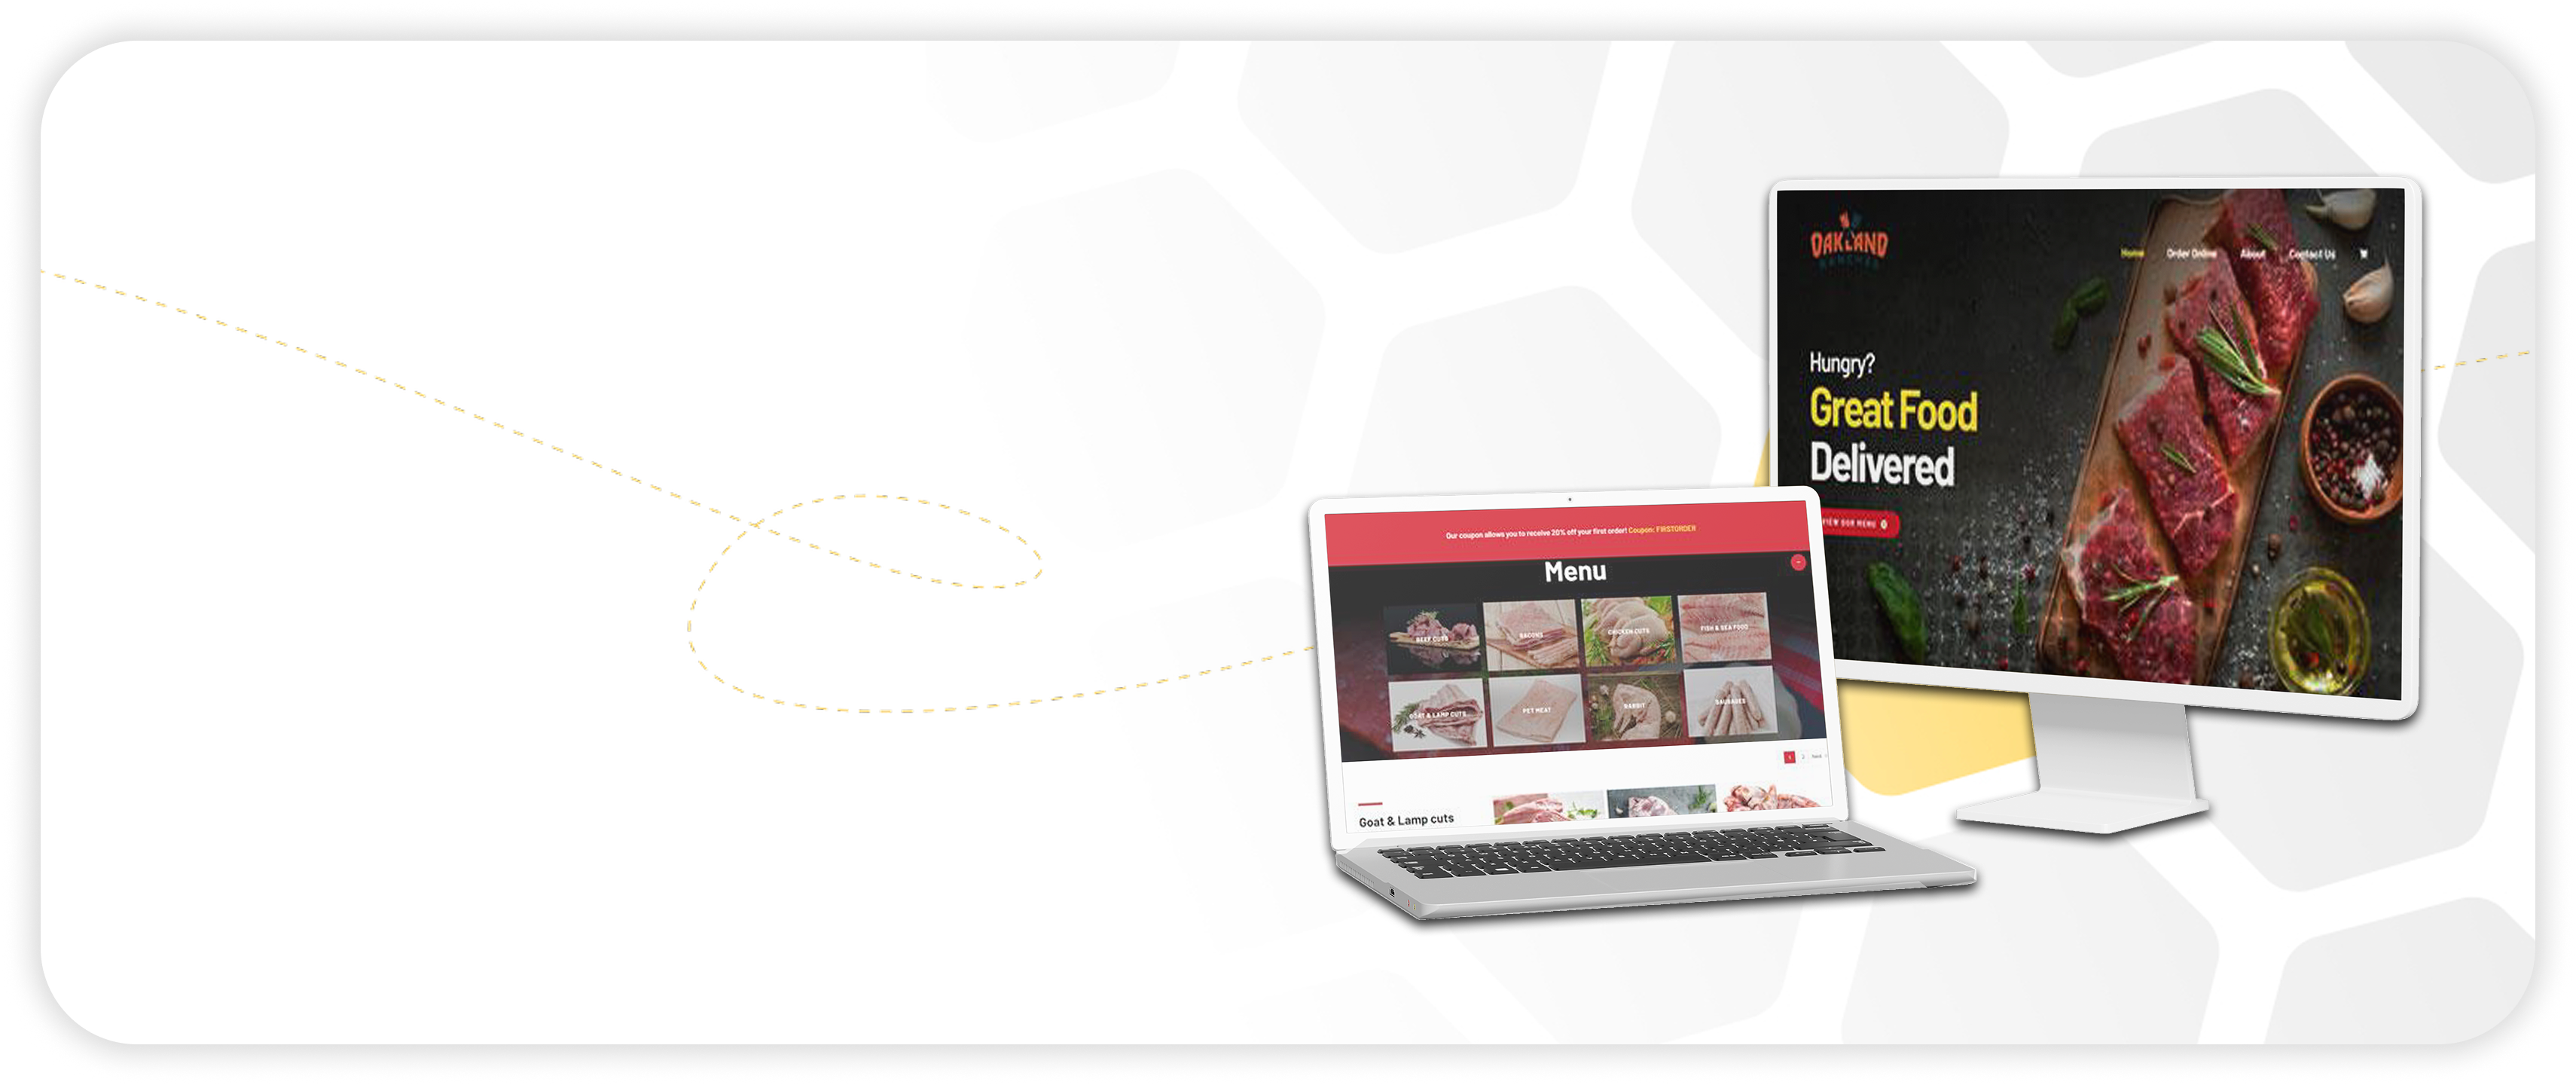 OAKLAND
RANCHES
Home Order Online About Contact Us
Hungry?
Great Food
Delivered
VIEW OUR MENU
Our coupon allows you to receive 20% off your first order! Coupon: FIRSTORDER
Menu
BEEF CUTS BACONS CHICKEN CUTS FISH & SEA FOOD
GOAT & LAMP CUTS PET MEAT RABBIT SAUSAGES
1 2 Next
Goat & Lamp cuts